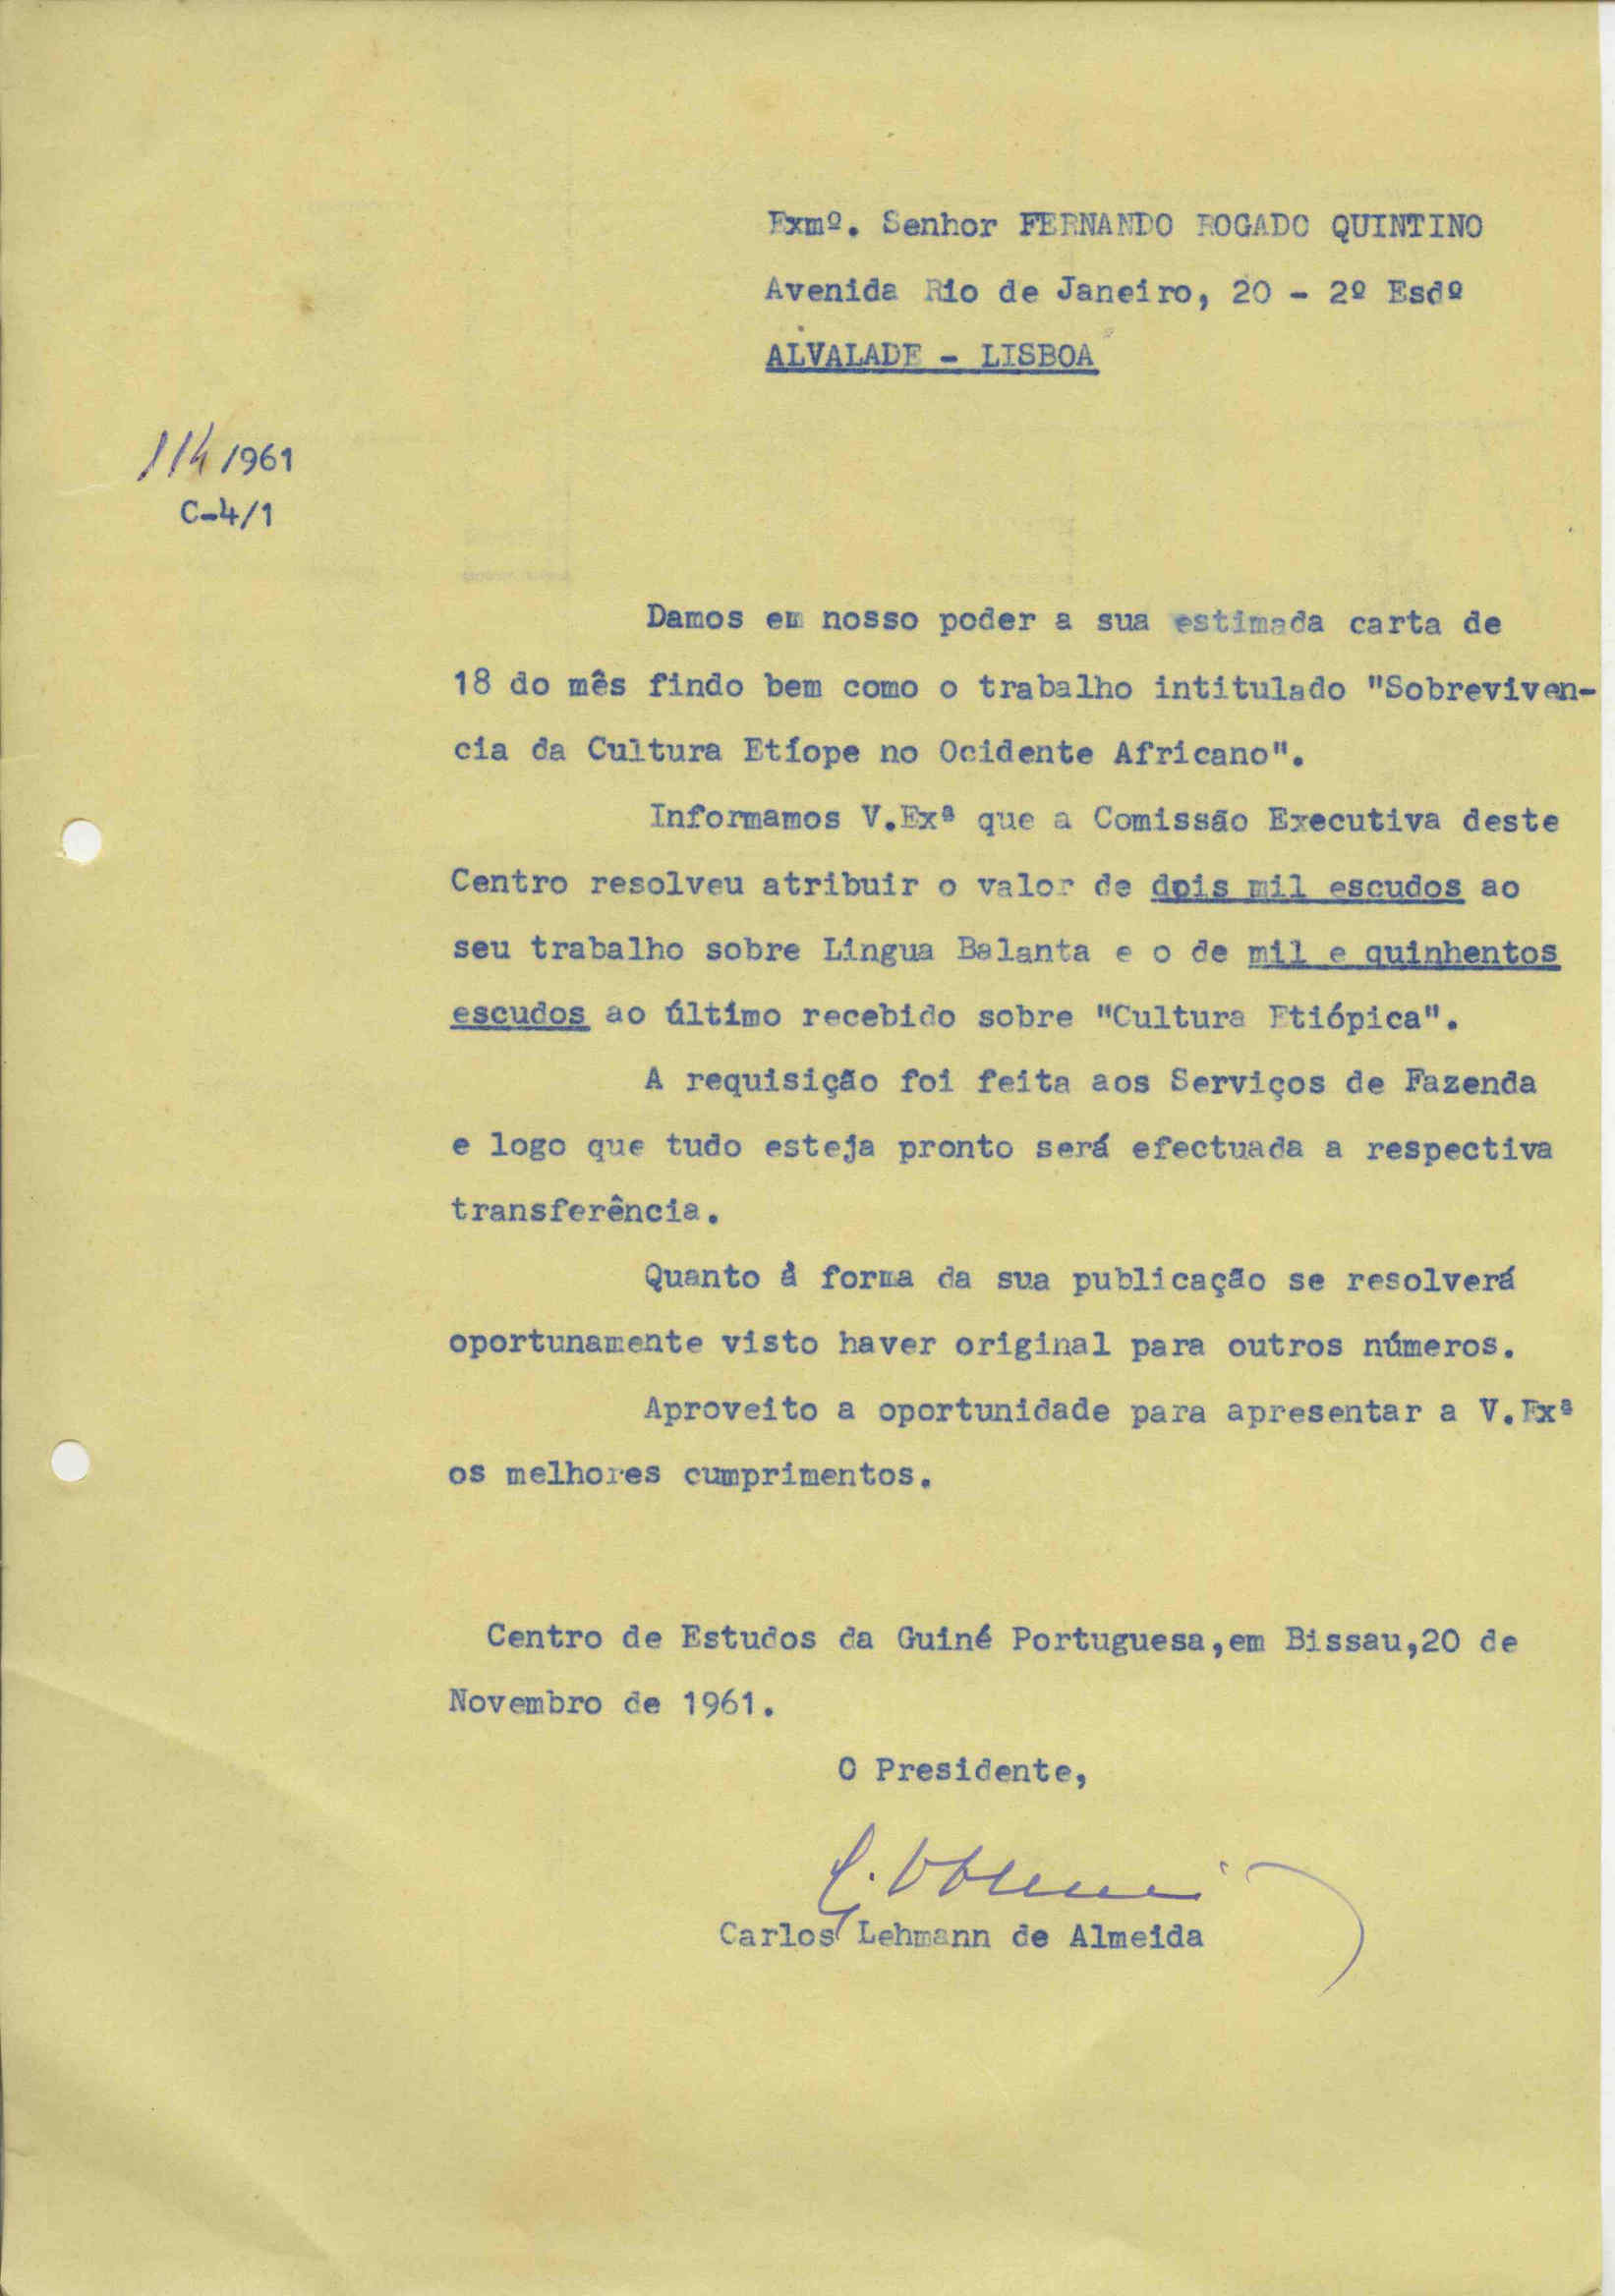 Exmº. Senhor FERNANDO ROGADO QUINTINO
Avenida Rio de Janeiro, 20 - 2º Esdº
ALVALADE - LISBOA
114/961
C-4/1
Damos em nosso poder a sua estimada carta de
18 do mês findo bem como o trabalho intitulado "Sobreviven-
cia da Cultura Etíope no Ocidente Africano".
Informamos V.Exª que a Comissão Executiva deste
Centro resolveu atribuir o valor de dois mil escudos ao
seu trabalho sobre Lingua Balanta e o de mil e quinhentos
escudos ao último recebido sobre "Cultura Etiópica".
A requisição foi feita aos Serviços de Fazenda
e logo que tudo esteja pronto será efectuada a respectiva
transferência.
Quanto á forma da sua publicação se resolverá
oportunamente visto haver original para outros números.
Aproveito a oportunidade para apresentar a V.Exª
os melhores cumprimentos.
Centro de Estudos da Guiné Portuguesa,em Bissau,20 de
Novembro de 1961.
O Presidente,
Carlos Lehmann de Almeida